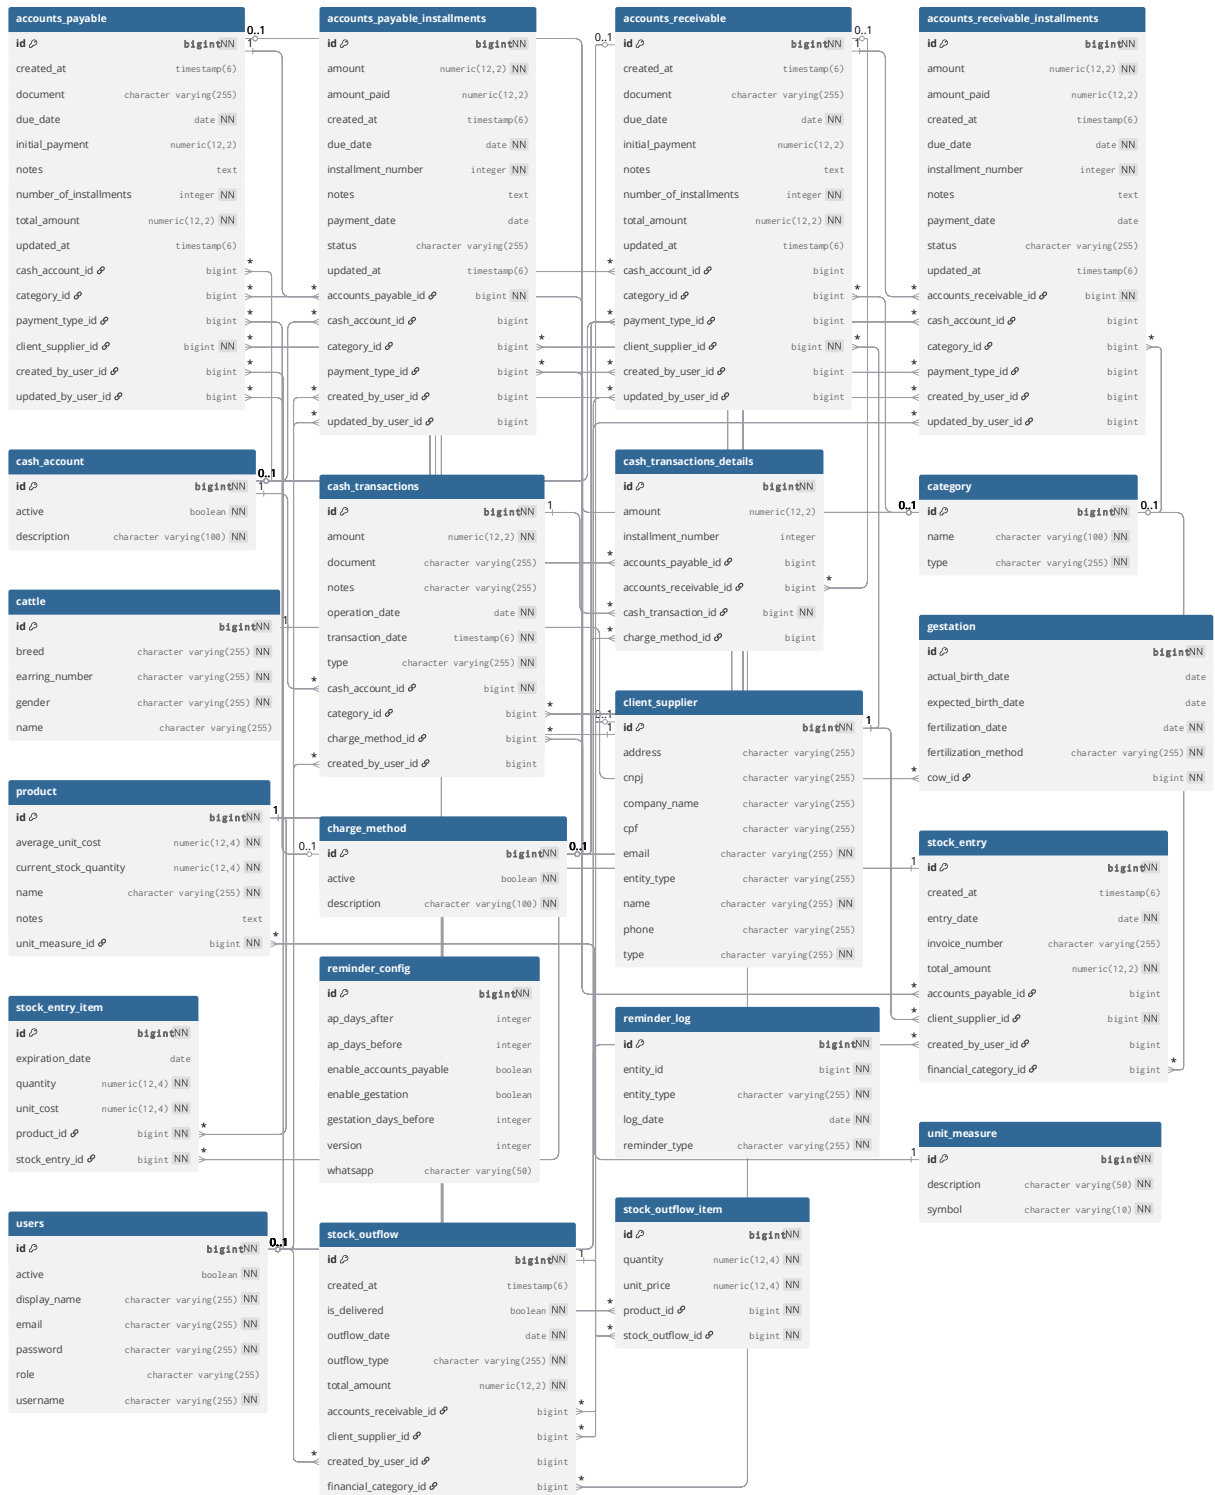 accounts_payable
id bigint NN
created_at timestamp(6)
document character varying(255)
due_date date NN
initial_payment numeric(12,2)
notes text
number_of_installments integer NN
total_amount numeric(12,2) NN
updated_at timestamp(6)
cash_account_id bigint
category_id bigint
payment_type_id bigint
client_supplier_id bigint NN
created_by_user_id bigint
updated_by_user_id bigint
accounts_payable_installments
id bigint NN
amount numeric(12,2) NN
amount_paid numeric(12,2)
created_at timestamp(6)
due_date date NN
installment_number integer NN
notes text
payment_date date
status character varying(255)
updated_at timestamp(6)
accounts_payable_id bigint NN
cash_account_id bigint
category_id bigint
payment_type_id bigint
created_by_user_id bigint
updated_by_user_id bigint
accounts_receivable
id bigint NN
created_at timestamp(6)
document character varying(255)
due_date date NN
initial_payment numeric(12,2)
notes text
number_of_installments integer NN
total_amount numeric(12,2) NN
updated_at timestamp(6)
cash_account_id bigint
category_id bigint
payment_type_id bigint
client_supplier_id bigint NN
created_by_user_id bigint
updated_by_user_id bigint
accounts_receivable_installments
id bigint NN
amount numeric(12,2) NN
amount_paid numeric(12,2)
created_at timestamp(6)
due_date date NN
installment_number integer NN
notes text
payment_date date
status character varying(255)
updated_at timestamp(6)
accounts_receivable_id bigint NN
cash_account_id bigint
category_id bigint
payment_type_id bigint
created_by_user_id bigint
updated_by_user_id bigint
cash_account
id bigint NN
active boolean NN
description character varying(100) NN
cash_transactions
id bigint NN
amount numeric(12,2) NN
document character varying(255)
notes character varying(255)
operation_date date NN
transaction_date timestamp(6) NN
type character varying(255) NN
cash_account_id bigint NN
category_id bigint
charge_method_id bigint
created_by_user_id bigint
cash_transactions_details
id bigint NN
amount numeric(12,2)
installment_number integer
accounts_payable_id bigint
accounts_receivable_id bigint
cash_transaction_id bigint NN
charge_method_id bigint
category
id bigint NN
name character varying(100) NN
type character varying(255) NN
cattle
id bigint NN
breed character varying(255) NN
earring_number character varying(255) NN
gender character varying(255) NN
name character varying(255)
gestation
id bigint NN
actual_birth_date date
expected_birth_date date
fertilization_date date NN
fertilization_method character varying(255) NN
cow_id bigint NN
client_supplier
id bigint NN
address character varying(255)
cnpj character varying(255)
company_name character varying(255)
cpf character varying(255)
email character varying(255) NN
entity_type character varying(255)
name character varying(255) NN
phone character varying(255)
type character varying(255) NN
product
id bigint NN
average_unit_cost numeric(12,4) NN
current_stock_quantity numeric(12,4) NN
name character varying(255) NN
notes text
unit_measure_id bigint NN
charge_method
id bigint NN
active boolean NN
description character varying(100) NN
stock_entry
id bigint NN
created_at timestamp(6)
entry_date date NN
invoice_number character varying(255)
total_amount numeric(12,2) NN
accounts_payable_id bigint
client_supplier_id bigint NN
created_by_user_id bigint
financial_category_id bigint
reminder_config
id bigint NN
ap_days_after integer
ap_days_before integer
enable_accounts_payable boolean
enable_gestation boolean
gestation_days_before integer
version integer
whatsapp character varying(50)
stock_entry_item
id bigint NN
expiration_date date
quantity numeric(12,4) NN
unit_cost numeric(12,4) NN
product_id bigint NN
stock_entry_id bigint NN
reminder_log
id bigint NN
entity_id bigint NN
entity_type character varying(255) NN
log_date date NN
reminder_type character varying(255) NN
unit_measure
id bigint NN
description character varying(50) NN
symbol character varying(10) NN
users
id bigint NN
active boolean NN
display_name character varying(255) NN
email character varying(255) NN
password character varying(255) NN
role character varying(255)
username character varying(255) NN
stock_outflow
id bigint NN
created_at timestamp(6)
is_delivered boolean NN
outflow_date date NN
outflow_type character varying(255) NN
total_amount numeric(12,2) NN
accounts_receivable_id bigint
client_supplier_id bigint
created_by_user_id bigint
financial_category_id bigint
stock_outflow_item
id bigint NN
quantity numeric(12,4) NN
unit_price numeric(12,4) NN
product_id bigint NN
stock_outflow_id bigint NN